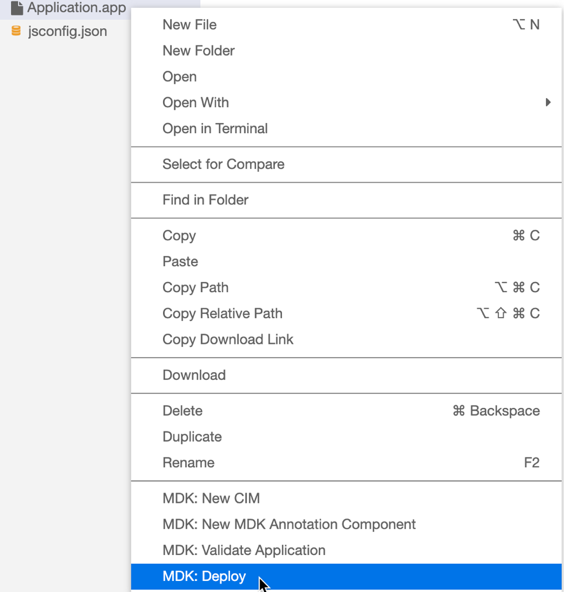 Application.app
jsconfig.json
New File ⌥ N
New Folder
Open
Open With
Open in Terminal
Select for Compare
Find in Folder
Copy ⌘ C
Paste
Copy Path ⌥ ⌘ C
Copy Relative Path ⌥ ⇧ ⌘ C
Copy Download Link
Download
Delete ⌘ Backspace
Duplicate
Rename F2
MDK: New CIM
MDK: New MDK Annotation Component
MDK: Validate Application
MDK: Deploy